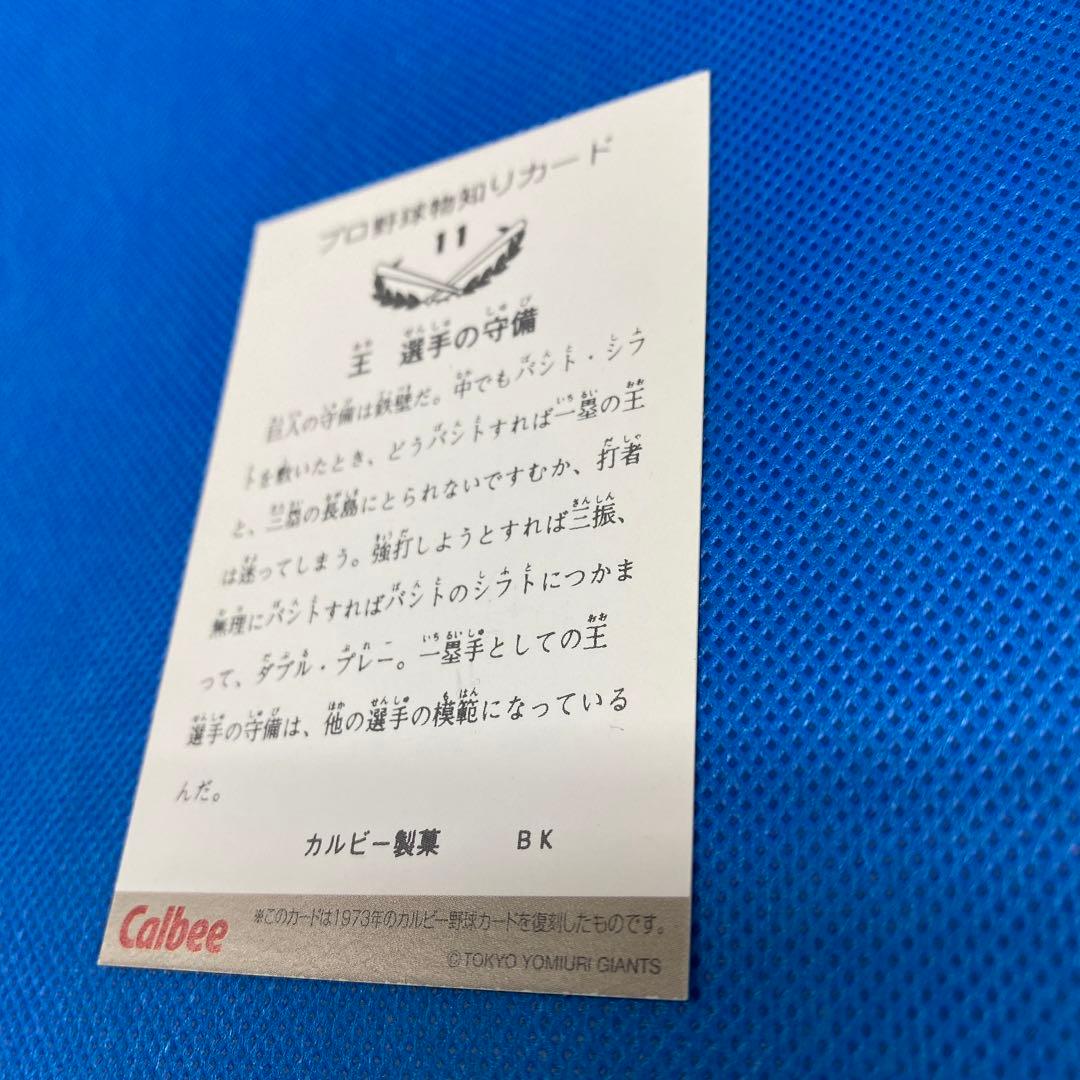 プロ野球物知りカード
11
王 選手の守備
巨人の守備は鉄壁だ。中でもバント・シフ
トを敷いたとき、どうバントすれば一塁の王
と、三塁の長島にとられないですむか、打者
は迷ってしまう。強打しようとすれば三振、
無理にバントすればバントのシフトにつかま
って、ダブル・プレー。一塁手としての王
選手の守備は、他の選手の模範になっている
んだ。
カルビー製菓 BK
Calbee
※このカードは1973年のカルビー野球カードを復刻したものです。
©TOKYO YOMIURI GIANTS